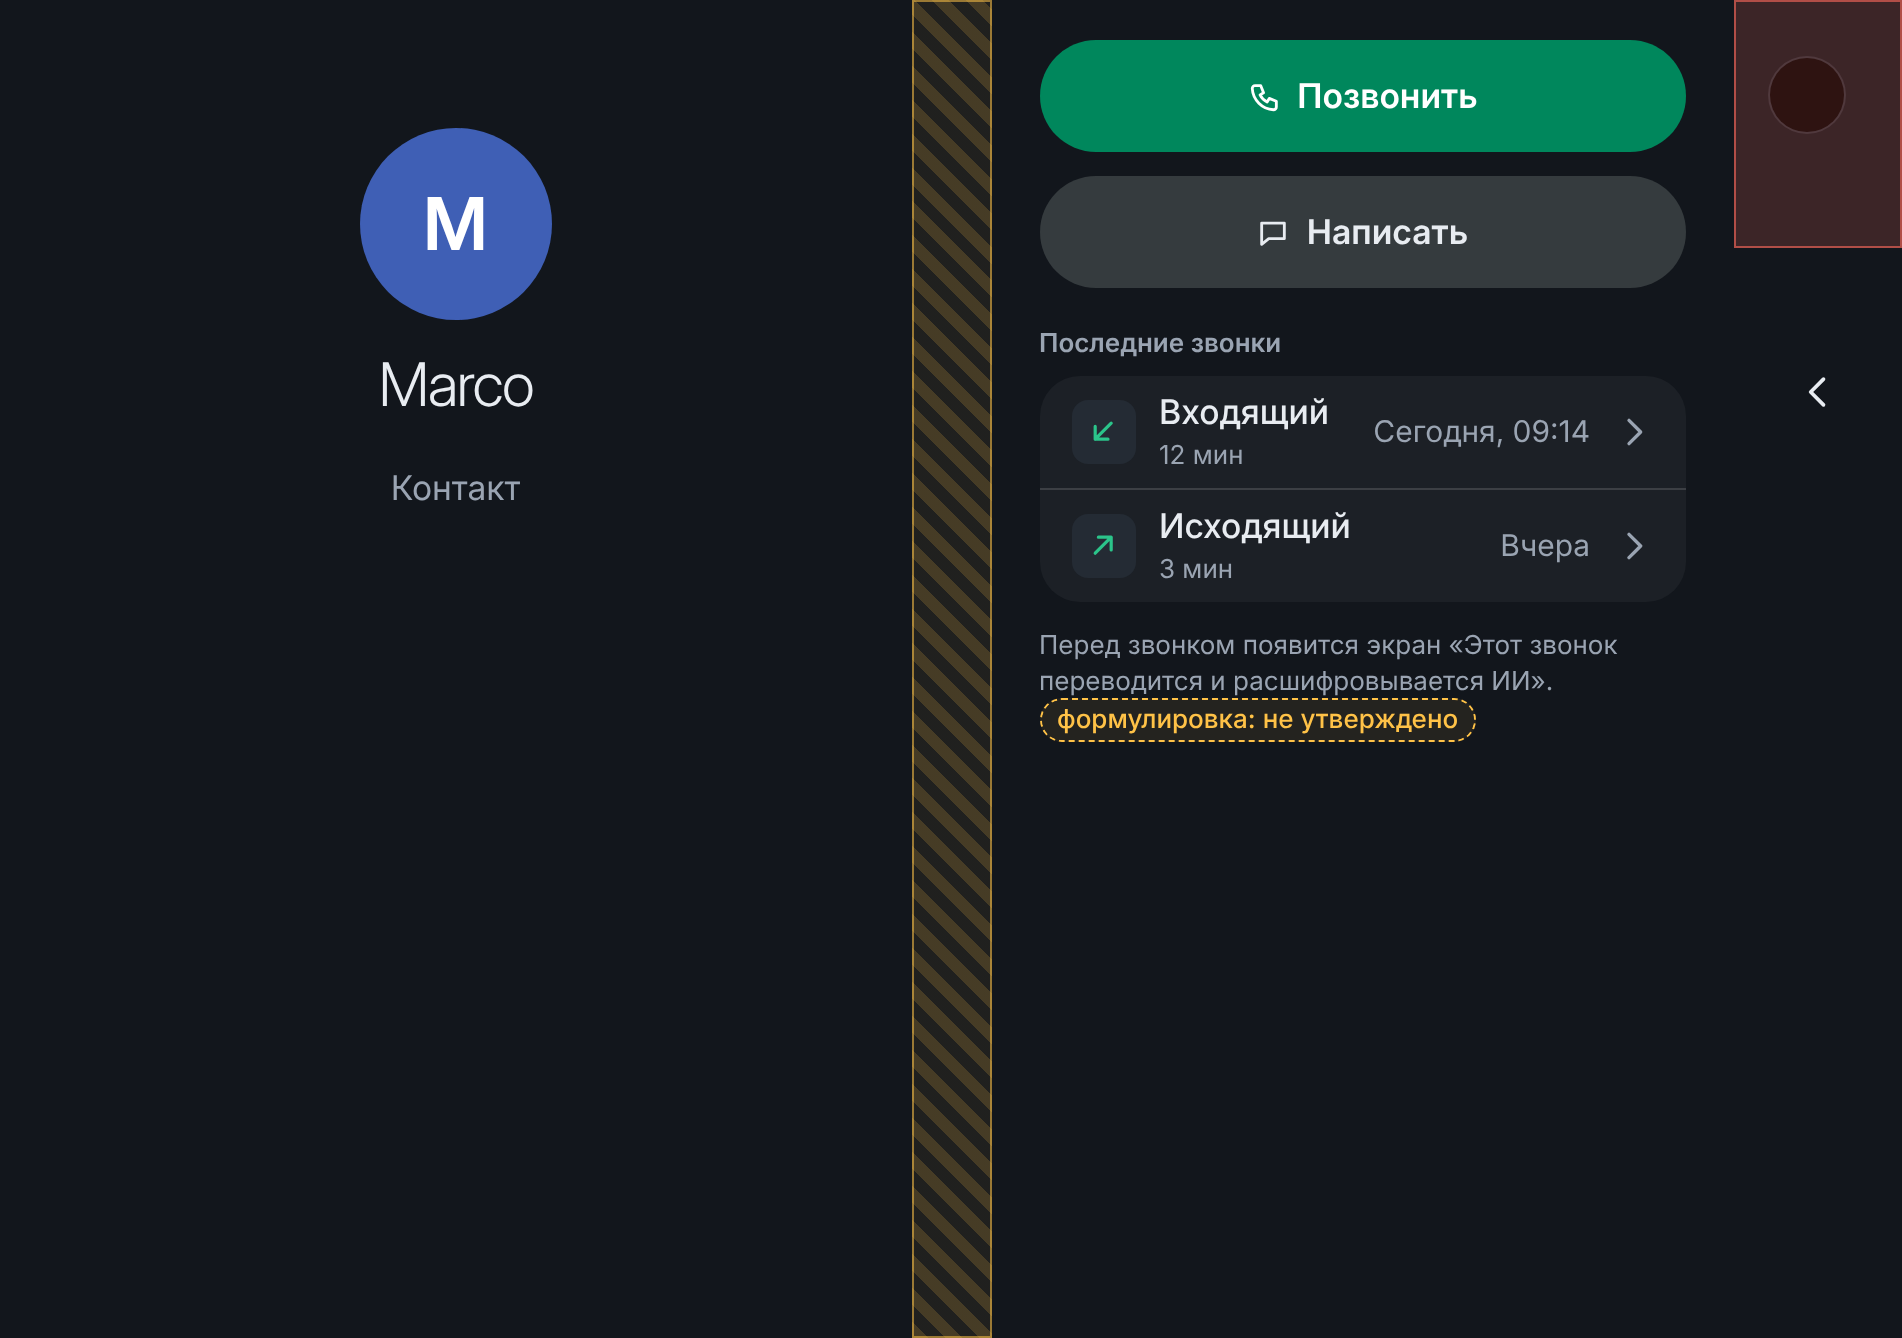 M
Marco
Контакт
Позвонить
Написать
Последние звонки
Входящий
12 мин
Сегодня, 09:14
Исходящий
3 мин
Вчера
Перед звонком появится экран «Этот звонок
переводится и расшифровывается ИИ».
формулировка: не утверждено